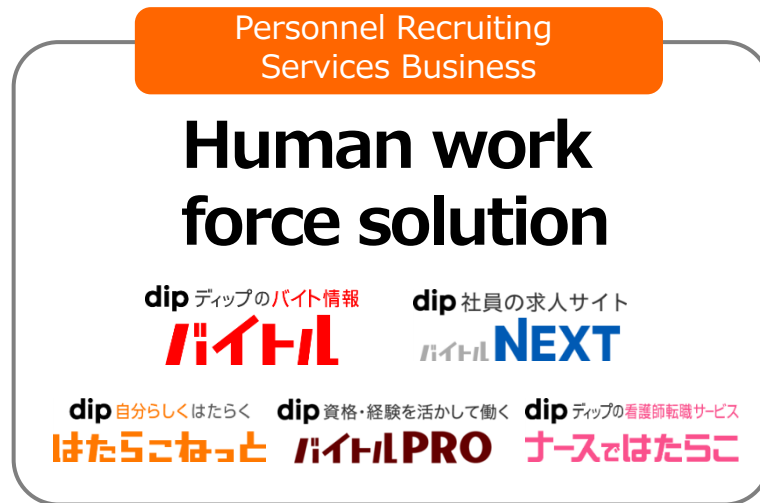 Personnel Recruiting
Services Business
Human work
force solution
dip ディップのバイト情報
バイトル
dip 社員の求人サイト
バイトル NEXT
dip 自分らしくはたらく
はたらこねっと
dip 資格・経験を活かして働く
バイトルPRO
dip ディップの看護師転職サービス
ナースではたらこ